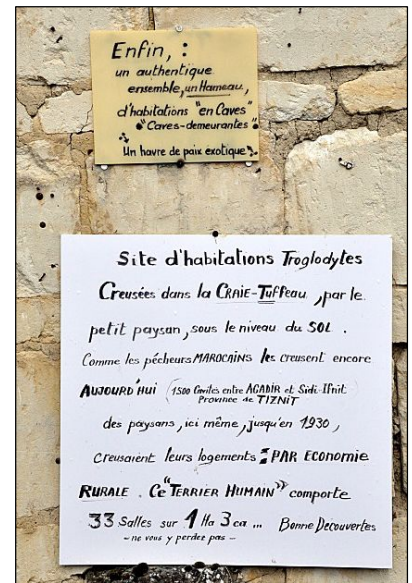 Enfin, :
un authentique
ensemble, un Hameau,
d'habitations "en Caves"
"Caves-demeurantes"
Un havre de paix exotique
Site d'habitations Troglodytes
Creusées dans la CRAIE-Tuffeau, par le
petit paysan, sous le niveau du SOL.
Comme les pécheurs MAROCAINS les creusent encore
AUJOURD'HUI (1500 Cavités entre AGADIR et Sidi-Ifnit
Province de TIZNIT
des paysans, ici même, jusqu'en 1930,
creusaient leurs logements : PAR ECONOMIE
RURALE. Ce "TERRIER HUMAIN" comporte
33 Salles sur 1 Ha 3 ca... Bonne Decouvertes
- ne vous y perdez pas -